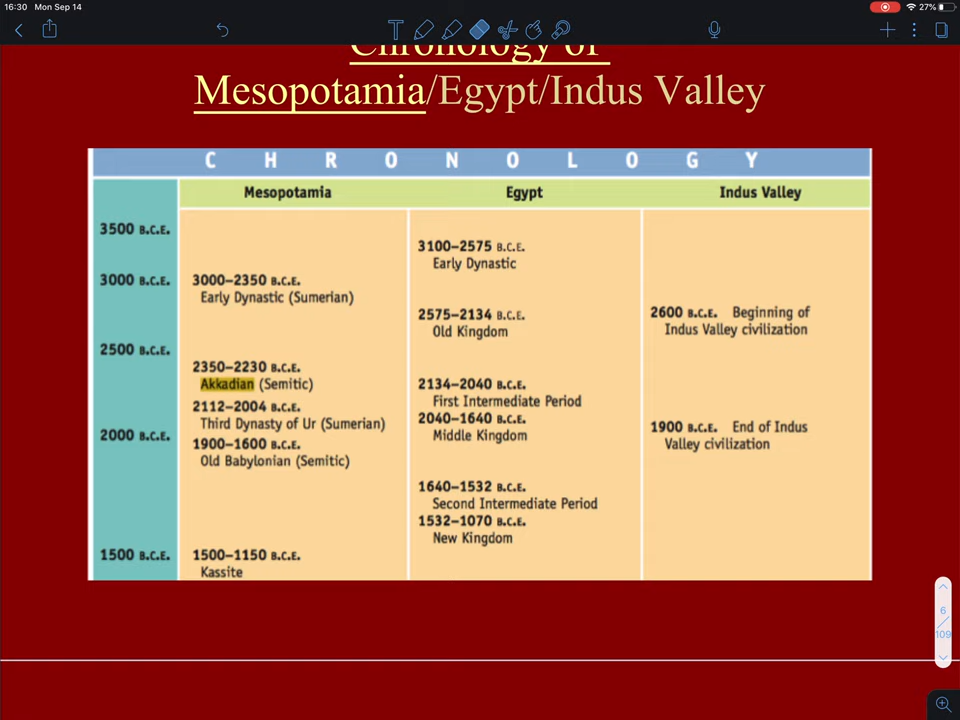 16:30 Mon Sep 14
27%
Chronology of
Mesopotamia/Egypt/Indus Valley
CHRONOLOGY
Mesopotamia
Egypt
Indus Valley
3500 B.C.E.
3000 B.C.E.
2500 B.C.E.
2000 B.C.E.
1500 B.C.E.
3000–2350 B.C.E.
Early Dynastic (Sumerian)
2350–2230 B.C.E.
Akkadian (Semitic)
2112–2004 B.C.E.
Third Dynasty of Ur (Sumerian)
1900–1600 B.C.E.
Old Babylonian (Semitic)
1500–1150 B.C.E.
Kassite
3100–2575 B.C.E.
Early Dynastic
2575–2134 B.C.E.
Old Kingdom
2134–2040 B.C.E.
First Intermediate Period
2040–1640 B.C.E.
Middle Kingdom
1640–1532 B.C.E.
Second Intermediate Period
1532–1070 B.C.E.
New Kingdom
2600 B.C.E. Beginning of
Indus Valley civilization
1900 B.C.E. End of Indus
Valley civilization
6
/
109